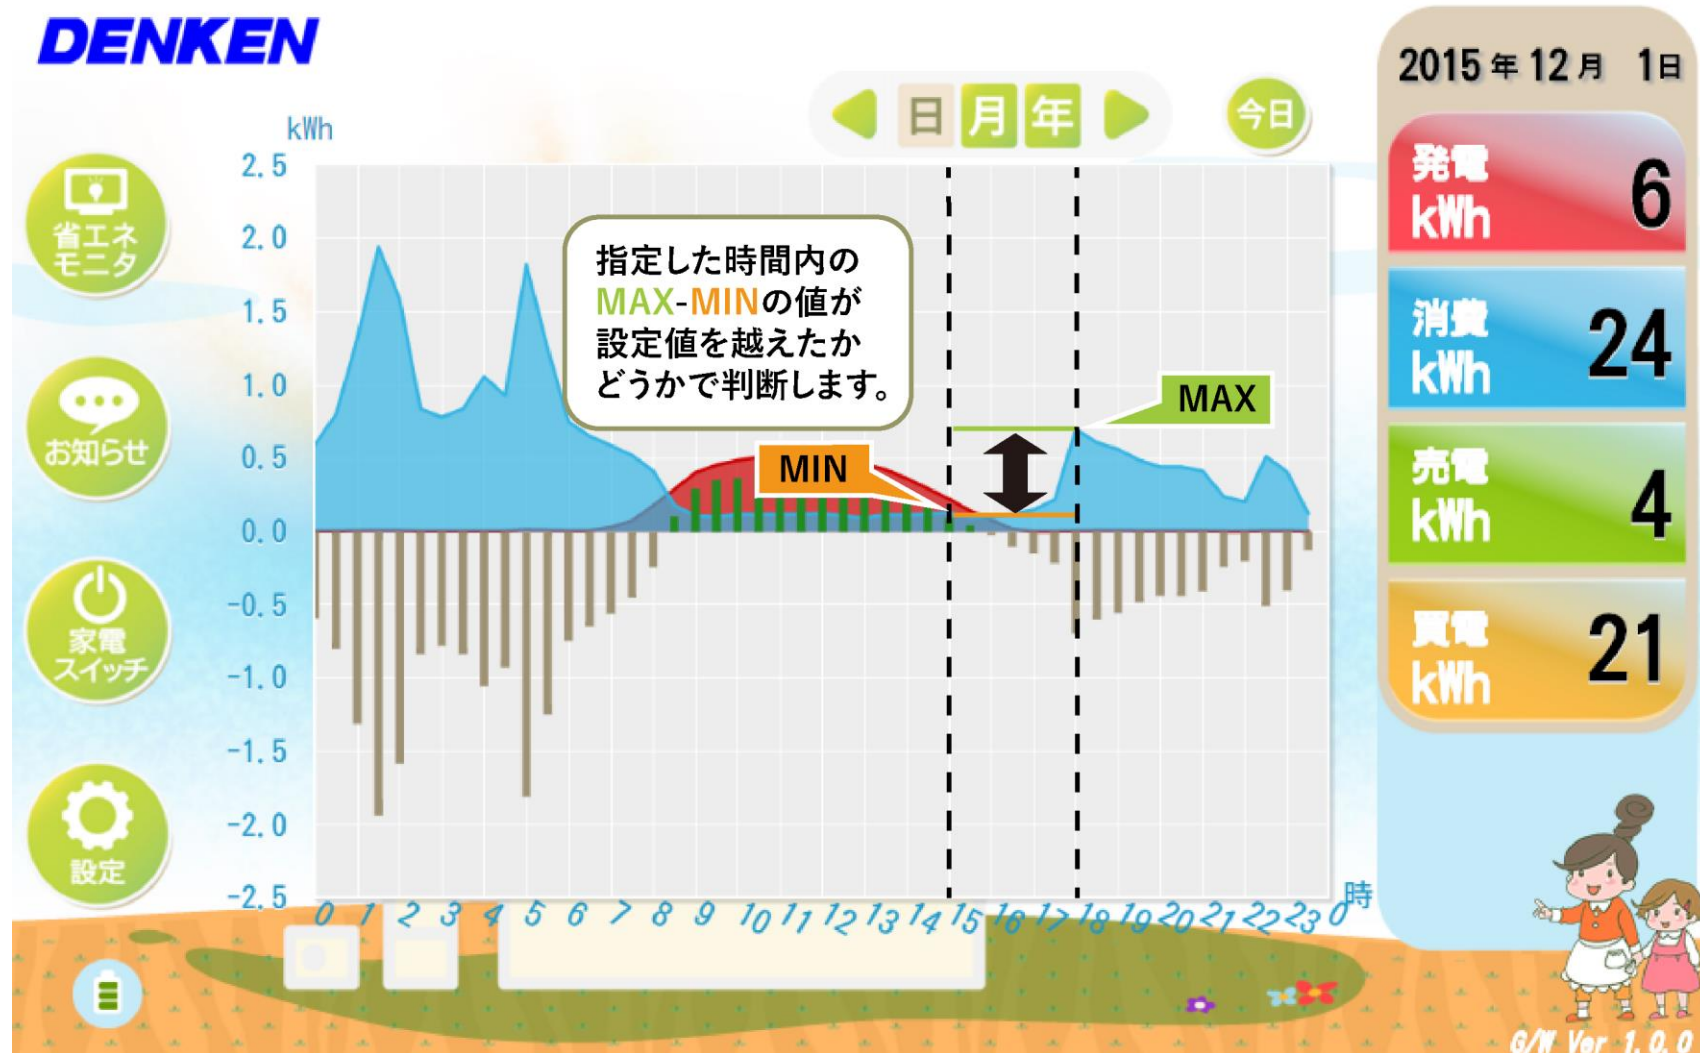 DENKEN
2015年12月 1日
日 月 年
今日
kWh
2.5
2.0
1.5
1.0
0.5
0.0
-0.5
-1.0
-1.5
-2.0
-2.5
0 1 2 3 4 5 6 7 8 9 10 11 12 13 14 15 16 17 18 19 20 21 22 23 0
時
指定した時間内の
MAX-MINの値が
設定値を越えたか
どうかで判断します。
MAX
MIN
省エネ
モニタ
お知らせ
家電
スイッチ
設定
発電
kWh
6
消費
kWh
24
売電
kWh
4
買電
kWh
21
G/W Ver 1.0.0